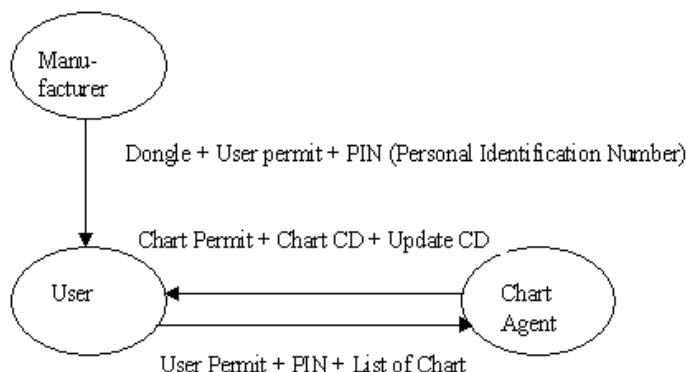 Manu-
facturer
Dongle + User permit + PIN (Personal Identification Number)
Chart Permit + Chart CD + Update CD
User
Chart
Agent
User Permit + PIN + List of Chart